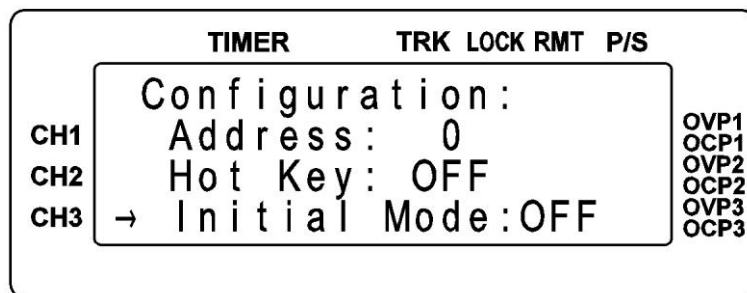 TIMER TRK LOCK RMT P/S
Configuration:
CH1 Address: 0 OVP1
OCP1
CH2 Hot Key: OFF OVP2
OCP2
CH3 → Initial Mode:OFF OVP3
OCP3